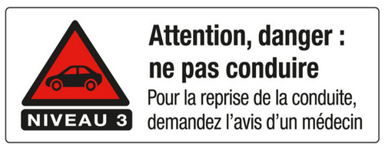 Attention, danger :
ne pas conduire
Pour la reprise de la conduite,
demandez l'avis d'un médecin
NIVEAU 3